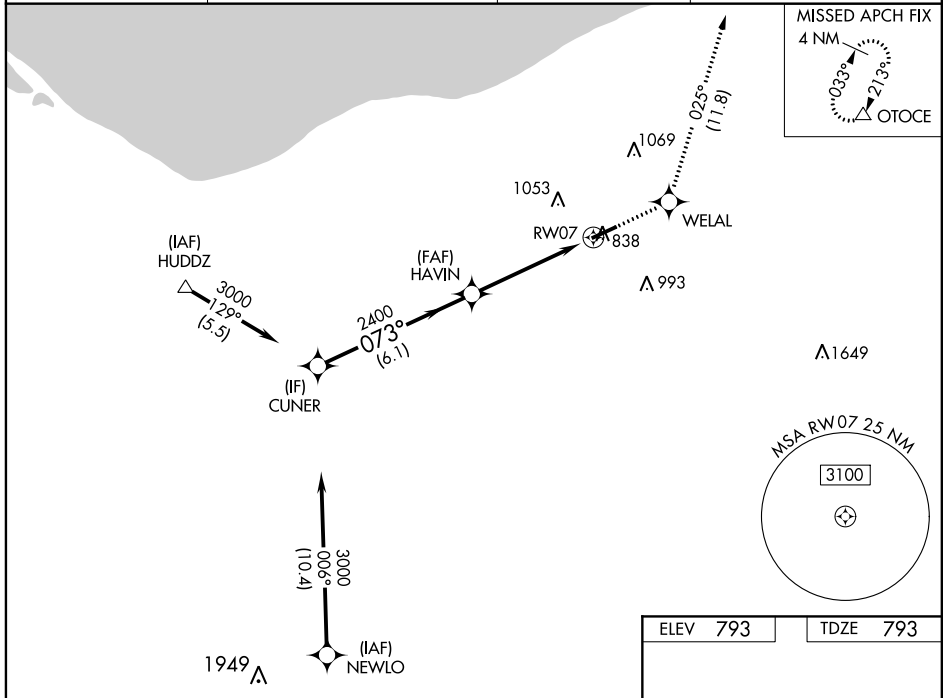 MISSED APCH FIX
4 NM
033°
213°
OTOCE
025°
(11.8)
1069
1053
WELAL
RW07
838
(IAF)
HUDDZ
(FAF)
HAVIN
993
3000
129°
(5.5)
2400
073°
(6.1)
1649
(IF)
CUNER
MSA RW07 25 NM
3100
3000
006°
(10.4)
ELEV 793
TDZE 793
(IAF)
NEWLO
1949